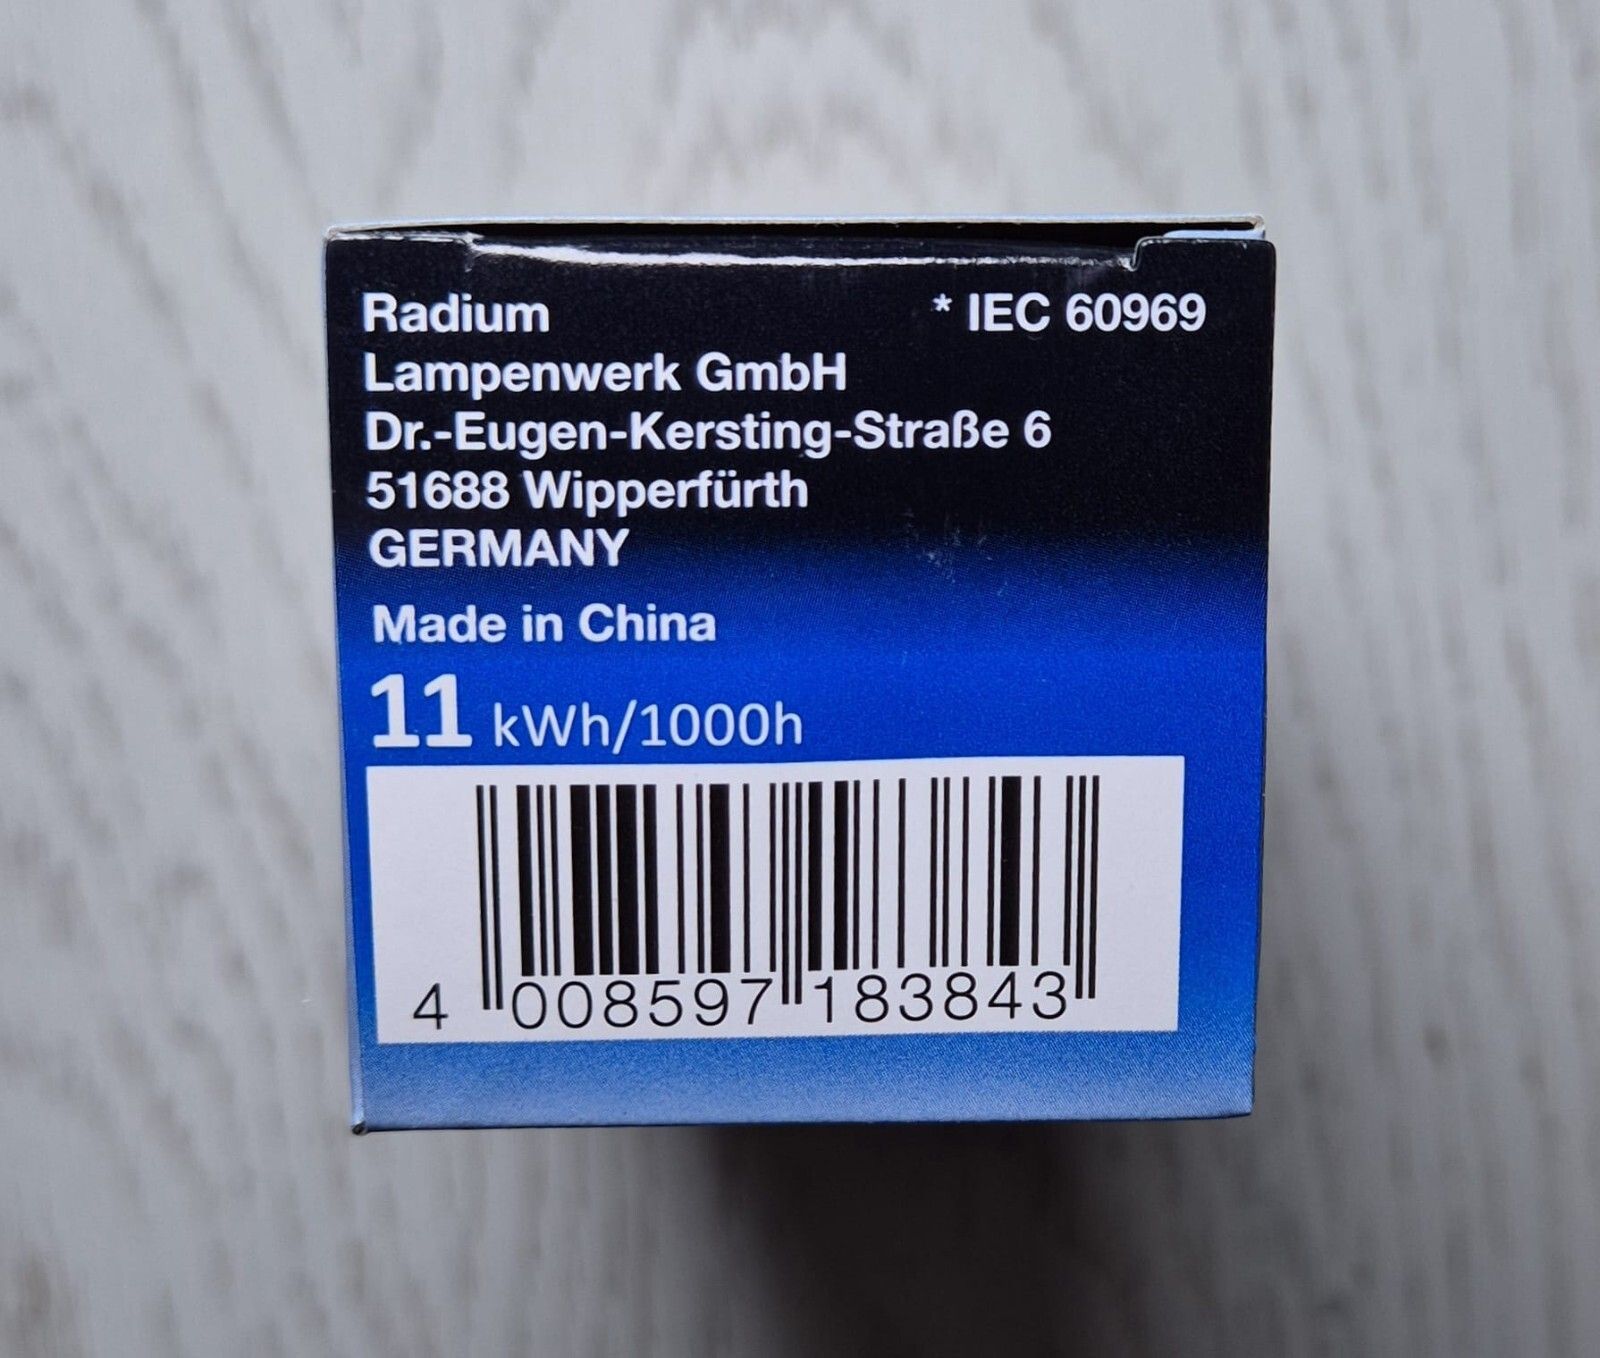 Radium
* IEC 60969
Lampenwerk GmbH
Dr.-Eugen-Kersting-Straße 6
51688 Wipperfürth
GERMANY
Made in China
11 kWh/1000h
4 008597 183843